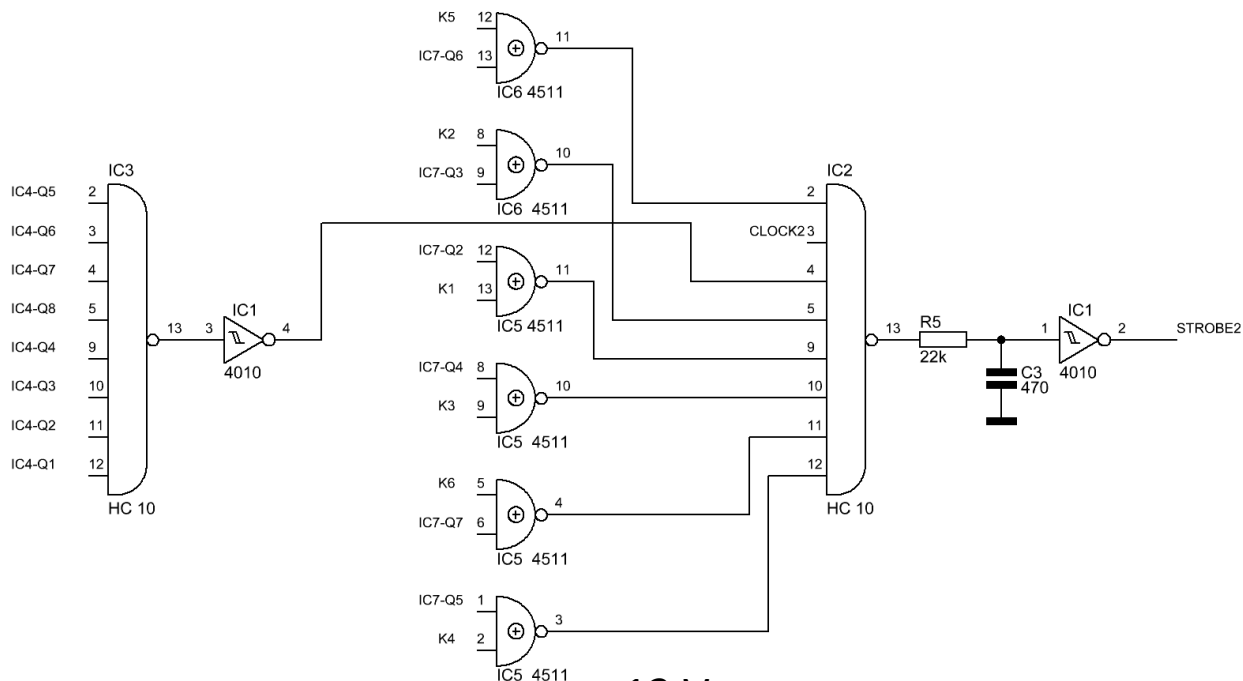 K5 12
11
IC7-Q6 13
IC6 4511
K2 8
10
IC7-Q3 9
IC6 4511
IC3
IC4-Q5 2
IC4-Q6 3
IC4-Q7 4
IC4-Q8 5
IC4-Q4 9
IC4-Q3 10
IC4-Q2 11
IC4-Q1 12
HC 10
13
3
IC1
4
4010
IC7-Q2 12
11
K1 13
IC5 4511
IC7-Q4 8
10
K3 9
IC5 4511
K6 5
4
IC7-Q7 6
IC5 4511
IC7-Q5 1
3
K4 2
IC5 4511
IC2
2
CLOCK2 3
4
5
9
10
11
12
HC 10
13
R5
22k
C3
470
IC1
1
2
4010
STROBE2